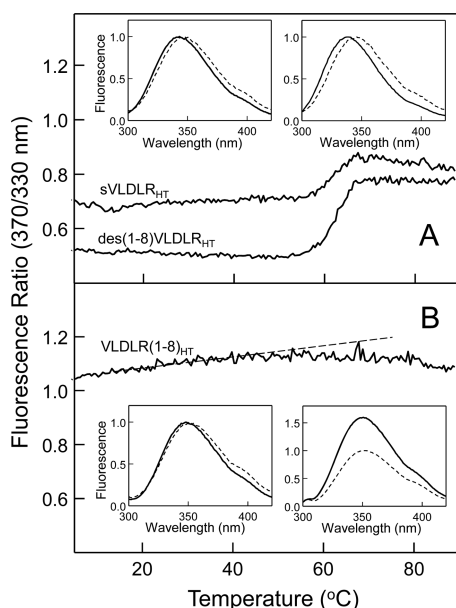 Fluorescence Ratio (370/330 nm)
1.2
1.0
0.8
0.6
Fluorescence
1.0
0.5
0.0
300 350 400
Wavelength (nm)
1.0
0.5
0.0
300 350 400
Wavelength (nm)
sVLDLR_HT
des(1-8)VLDLR_HT
A
1.2
1.0
0.8
0.6
VLDLR(1-8)_HT
B
Fluorescence
1.0
0.5
0.0
300 350 400
Wavelength (nm)
1.5
1.0
0.5
0.0
300 350 400
Wavelength (nm)
20 40 60 80
Temperature (°C)